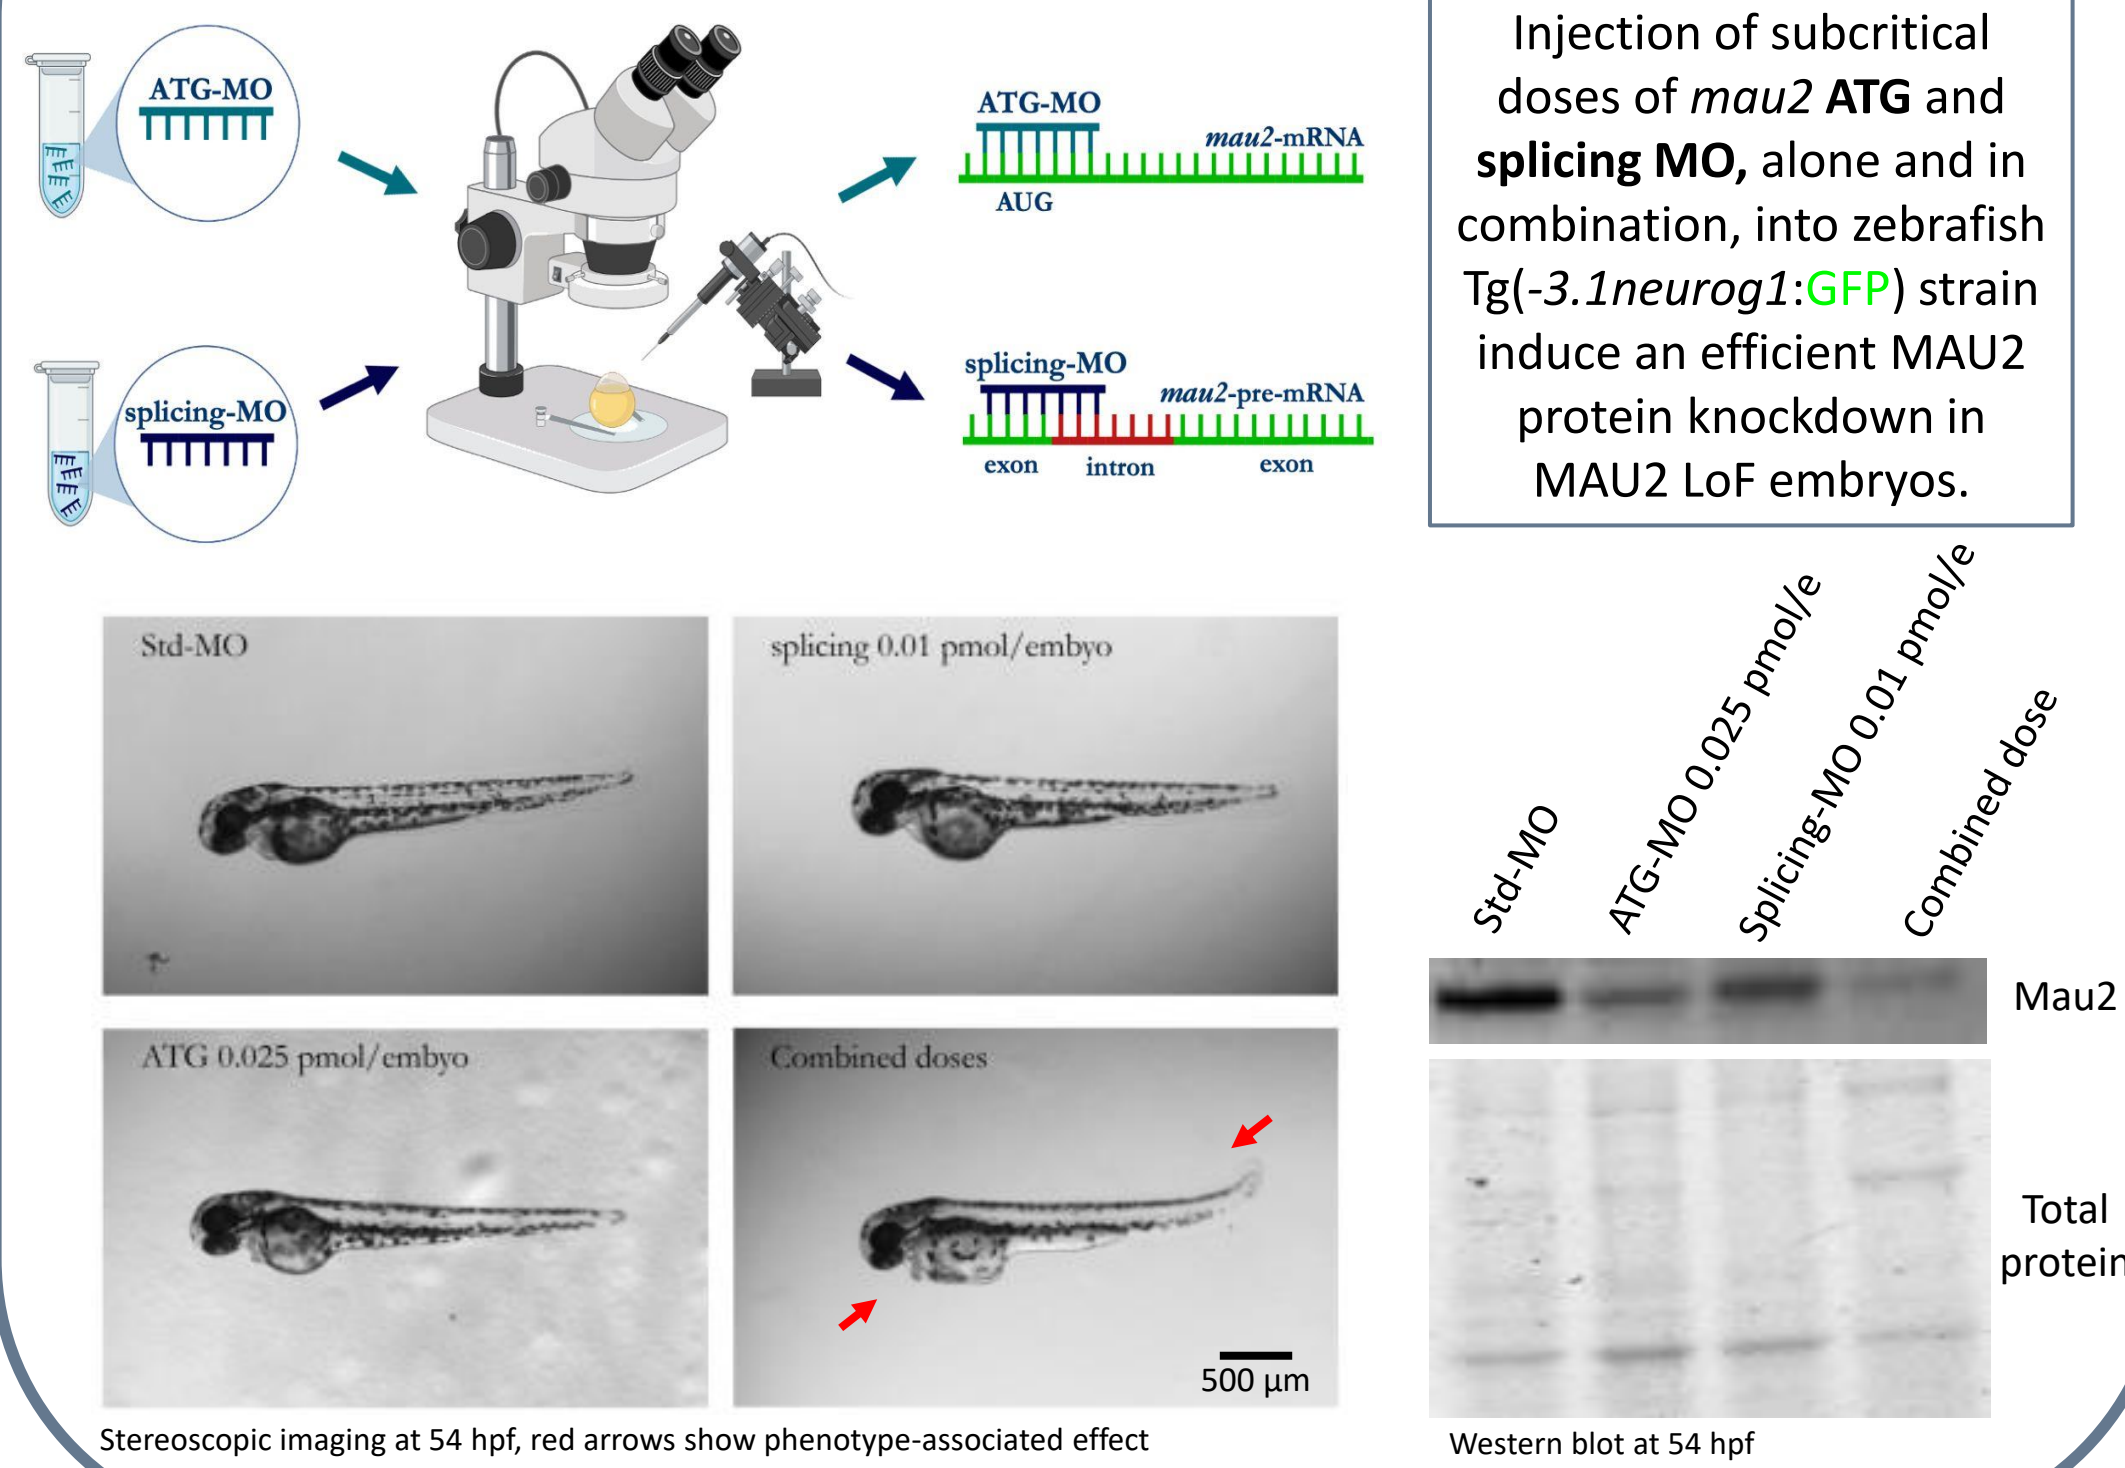 ATG-MO
ATG-MO
mau2-mRNA
AUG
splicing-MO
splicing-MO
mau2-pre-mRNA
exon
intron
exon
Injection of subcritical
doses of mau2 ATG and
splicing MO, alone and in
combination, into zebrafish
Tg(-3.1neurog1:GFP) strain
induce an efficient MAU2
protein knockdown in
MAU2 LoF embryos.
Std-MO
splicing 0.01 pmol/embyo
ATG 0.025 pmol/embyo
Combined doses
500 µm
Stereoscopic imaging at 54 hpf, red arrows show phenotype-associated effect
Std-MO
ATG-MO 0.025 pmol/e
Splicing-MO 0.01 pmol/e
Combined dose
Mau2
Total
protein
Western blot at 54 hpf